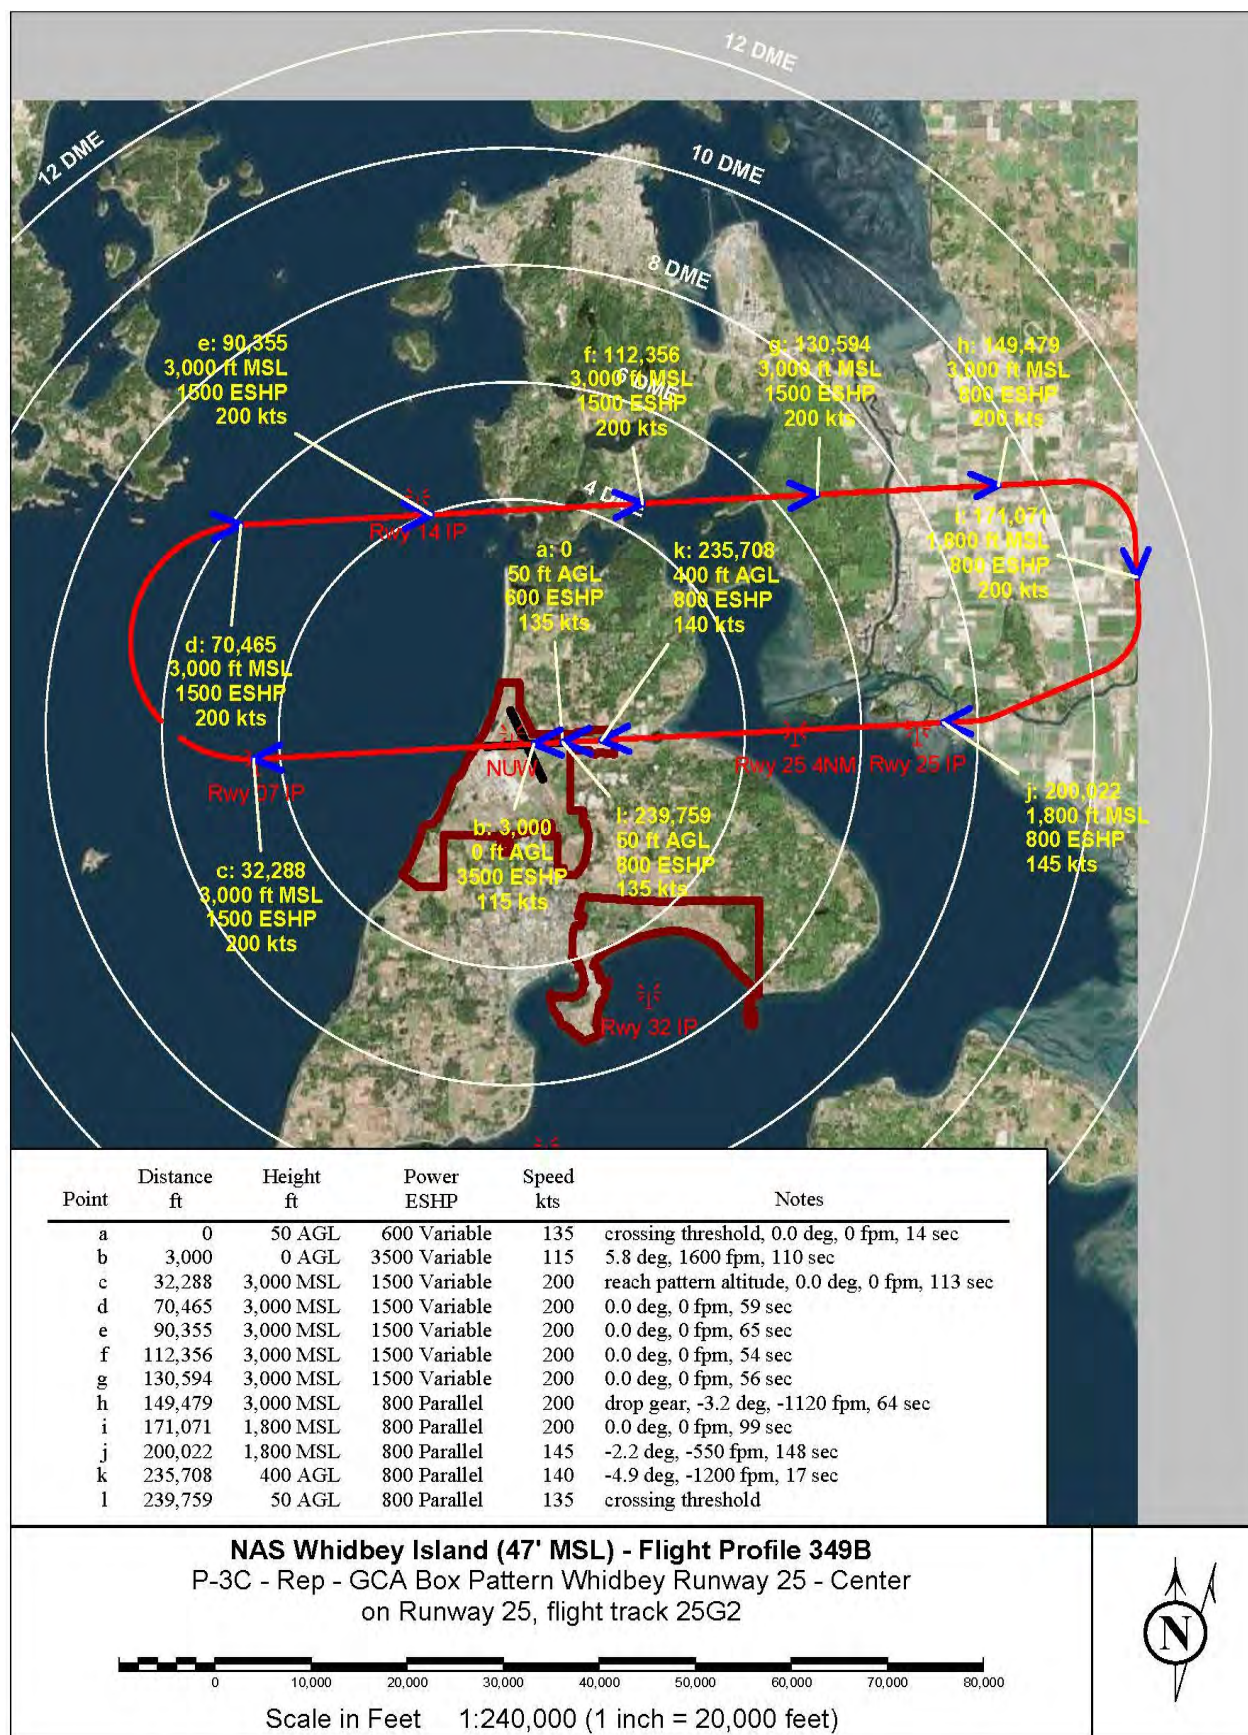 12 DME
12 DME
10 DME
8 DME
6 DME
4 DME
e: 90,355
3,000 ft MSL
1500 ESHP
200 kts
f: 112,356
3,000 ft MSL
1500 ESHP
200 kts
g: 130,594
3,000 ft MSL
1500 ESHP
200 kts
h: 149,479
3,000 ft MSL
800 ESHP
200 kts
Rwy 14 IP
i: 171,071
1,800 ft MSL
800 ESHP
200 kts
a: 0
50 ft AGL
600 ESHP
135 kts
k: 235,708
400 ft AGL
800 ESHP
140 kts
d: 70,465
3,000 ft MSL
1500 ESHP
200 kts
NUW
Rwy 25 4NM
Rwy 25 IP
Rwy 07 IP
j: 200,022
1,800 ft MSL
800 ESHP
145 kts
b: 3,000
0 ft AGL
3500 ESHP
115 kts
l: 239,759
50 ft AGL
800 ESHP
135 kts
c: 32,288
3,000 ft MSL
1500 ESHP
200 kts
Rwy 32 IP
Point Distance ft Height ft Power ESHP Speed kts Notes
a 0 50 AGL 600 Variable 135 crossing threshold, 0.0 deg, 0 fpm, 14 sec
b 3,000 0 AGL 3500 Variable 115 5.8 deg, 1600 fpm, 110 sec
c 32,288 3,000 MSL 1500 Variable 200 reach pattern altitude, 0.0 deg, 0 fpm, 113 sec
d 70,465 3,000 MSL 1500 Variable 200 0.0 deg, 0 fpm, 59 sec
e 90,355 3,000 MSL 1500 Variable 200 0.0 deg, 0 fpm, 65 sec
f 112,356 3,000 MSL 1500 Variable 200 0.0 deg, 0 fpm, 54 sec
g 130,594 3,000 MSL 1500 Variable 200 0.0 deg, 0 fpm, 56 sec
h 149,479 3,000 MSL 800 Parallel 200 drop gear, -3.2 deg, -1120 fpm, 64 sec
i 171,071 1,800 MSL 800 Parallel 200 0.0 deg, 0 fpm, 99 sec
j 200,022 1,800 MSL 800 Parallel 145 -2.2 deg, -550 fpm, 148 sec
k 235,708 400 AGL 800 Parallel 140 -4.9 deg, -1200 fpm, 17 sec
l 239,759 50 AGL 800 Parallel 135 crossing threshold
NAS Whidbey Island (47' MSL) - Flight Profile 349B
P-3C - Rep - GCA Box Pattern Whidbey Runway 25 - Center
on Runway 25, flight track 25G2
0 10,000 20,000 30,000 40,000 50,000 60,000 70,000 80,000
Scale in Feet 1:240,000 (1 inch = 20,000 feet)
N